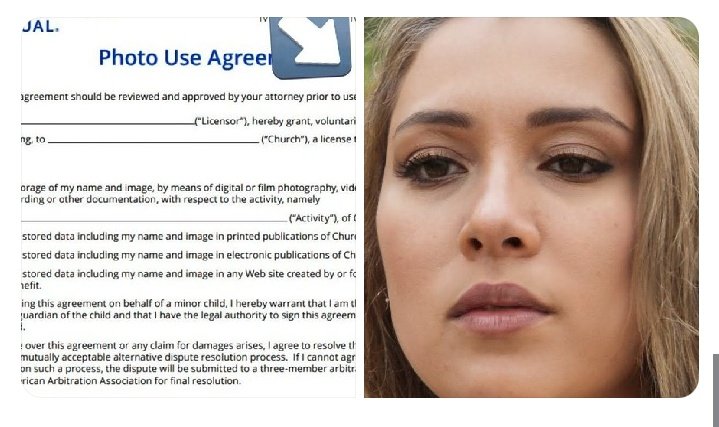 UAL.
Photo Use Agreer
agreement should be reviewed and approved by your attorney prior to use
("Licensor"), hereby grant, voluntari
ng, to ("Church"), a license t
orage of my name and image, by means of digital or film photography, vid
rding or other documentation, with respect to the activity, namely
("Activity"), of
stored data including my name and image in printed publications of Chur
stored data including my name and image in electronic publications of Ch
stored data including my name and image in any Web site created by or fo
nefit.
ing this agreement on behalf of a minor child, I hereby warrant that I am t
guardian of the child and that I have the legal authority to sign this agreem
over this agreement or any claim for damages arises, I agree to resolve th
mutually acceptable alternative dispute resolution process. If I cannot agr
on such a process, the dispute will be submitted to a three-member arbitr
erican Arbitration Association for final resolution.